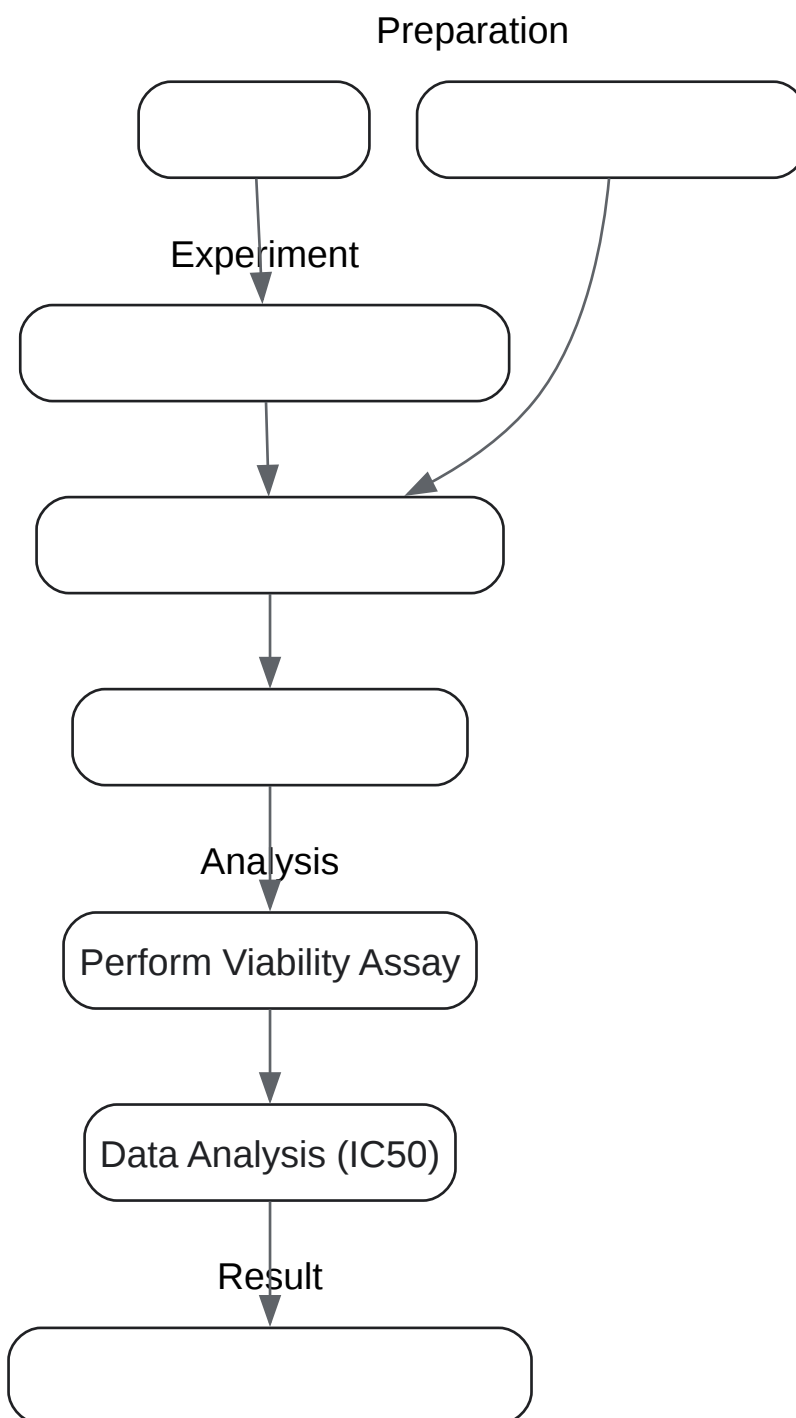 Preparation
Experiment
Analysis
Perform Viability Assay
Data Analysis (IC50)
Result